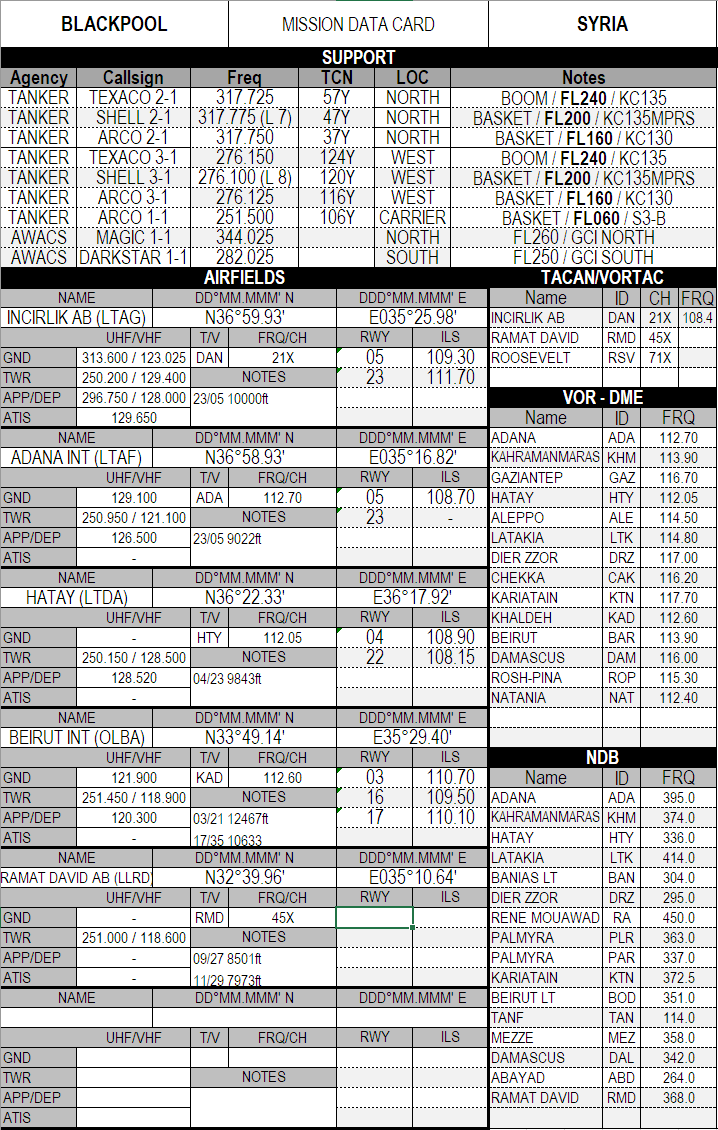 BLACKPOOL MISSION DATA CARD SYRIA
SUPPORT
Agency Callsign Freq TCN LOC Notes
TANKER TEXACO 2-1 317.725 57Y NORTH BOOM / FL240 / KC135
TANKER SHELL 2-1 317.775 (L 7) 47Y NORTH BASKET / FL200 / KC135MPRS
TANKER ARCO 2-1 317.750 37Y NORTH BASKET / FL160 / KC130
TANKER TEXACO 3-1 276.150 124Y WEST BOOM / FL240 / KC135
TANKER SHELL 3-1 276.100 (L 8) 120Y WEST BASKET / FL200 / KC135MPRS
TANKER ARCO 3-1 276.125 116Y WEST BASKET / FL160 / KC130
TANKER ARCO 1-1 251.500 106Y CARRIER BASKET / FL060 / S3-B
AWACS MAGIC 1-1 344.025 NORTH FL260 / GCI NORTH
AWACS DARKSTAR 1-1 282.025 SOUTH FL250 / GCI SOUTH
AIRFIELDS
NAME DD°MM.MMM' N DDD°MM.MMM' E
INCIRLIK AB (LTAG) N36°59.93' E035°25.98'
UHF/VHF T/V FRQ/CH RWY ILS
GND 313.600 / 123.025 DAN 21X 05 109.30
TWR 250.200 / 129.400 NOTES 23 111.70
APP/DEP 296.750 / 128.000 23/05 10000ft
ATIS 129.650
NAME DD°MM.MMM' N DDD°MM.MMM' E
ADANA INT (LTAF) N36°58.93' E035°16.82'
UHF/VHF T/V FRQ/CH RWY ILS
GND 129.100 ADA 112.70 05 108.70
TWR 250.950 / 121.100 NOTES 23 -
APP/DEP 126.500 23/05 9022ft
ATIS -
NAME DD°MM.MMM' N DDD°MM.MMM' E
HATAY (LTDA) N36°22.33' E36°17.92'
UHF/VHF T/V FRQ/CH RWY ILS
GND - HTY 112.05 04 108.90
TWR 250.150 / 128.500 NOTES 22 108.15
APP/DEP 128.520 04/23 9843ft
ATIS -
NAME DD°MM.MMM' N DDD°MM.MMM' E
BEIRUT INT (OLBA) N33°49.14' E35°29.40'
UHF/VHF T/V FRQ/CH RWY ILS
GND 121.900 KAD 112.60 03 110.70
TWR 251.450 / 118.900 NOTES 16 109.50
APP/DEP 120.300 03/21 12467ft 17 110.10
ATIS - 17/35 10633
NAME DD°MM.MMM' N DDD°MM.MMM' E
RAMAT DAVID AB (LLRD) N32°39.96' E035°10.64'
UHF/VHF T/V FRQ/CH RWY ILS
GND - RMD 45X
TWR 251.000 / 118.600 NOTES
APP/DEP - 09/27 8501ft
ATIS - 11/29 7973ft
NAME DD°MM.MMM' N DDD°MM.MMM' E
UHF/VHF T/V FRQ/CH RWY ILS
GND
TWR NOTES
APP/DEP
ATIS
TACAN/VORTAC
Name ID CH FRQ
INCIRLIK AB DAN 21X 108.4
RAMAT DAVID RMD 45X
ROOSEVELT RSV 71X
VOR - DME
Name ID FRQ
ADANA ADA 112.70
KAHRAMANMARAS KHM 113.90
GAZIANTEP GAZ 116.70
HATAY HTY 112.05
ALEPPO ALE 114.50
LATAKIA LTK 114.80
DIER ZZOR DRZ 117.00
CHEKKA CAK 116.20
KARIATAIN KTN 117.70
KHALDEH KAD 112.60
BEIRUT BAR 113.90
DAMASCUS DAM 116.00
ROSH-PINA ROP 115.30
NATANIA NAT 112.40
NDB
Name ID FRQ
ADANA ADA 395.0
KAHRAMANMARAS KHM 374.0
HATAY HTY 336.0
LATAKIA LTK 414.0
BANIAS LT BAN 304.0
DIER ZZOR DRZ 295.0
RENE MOUAWAD RA 450.0
PALMYRA PLR 363.0
PALMYRA PAR 337.0
KARIATAIN KTN 372.5
BEIRUT LT BOD 351.0
TANF TAN 114.0
MEZZE MEZ 358.0
DAMASCUS DAL 342.0
ABAYAD ABD 264.0
RAMAT DAVID RMD 368.0